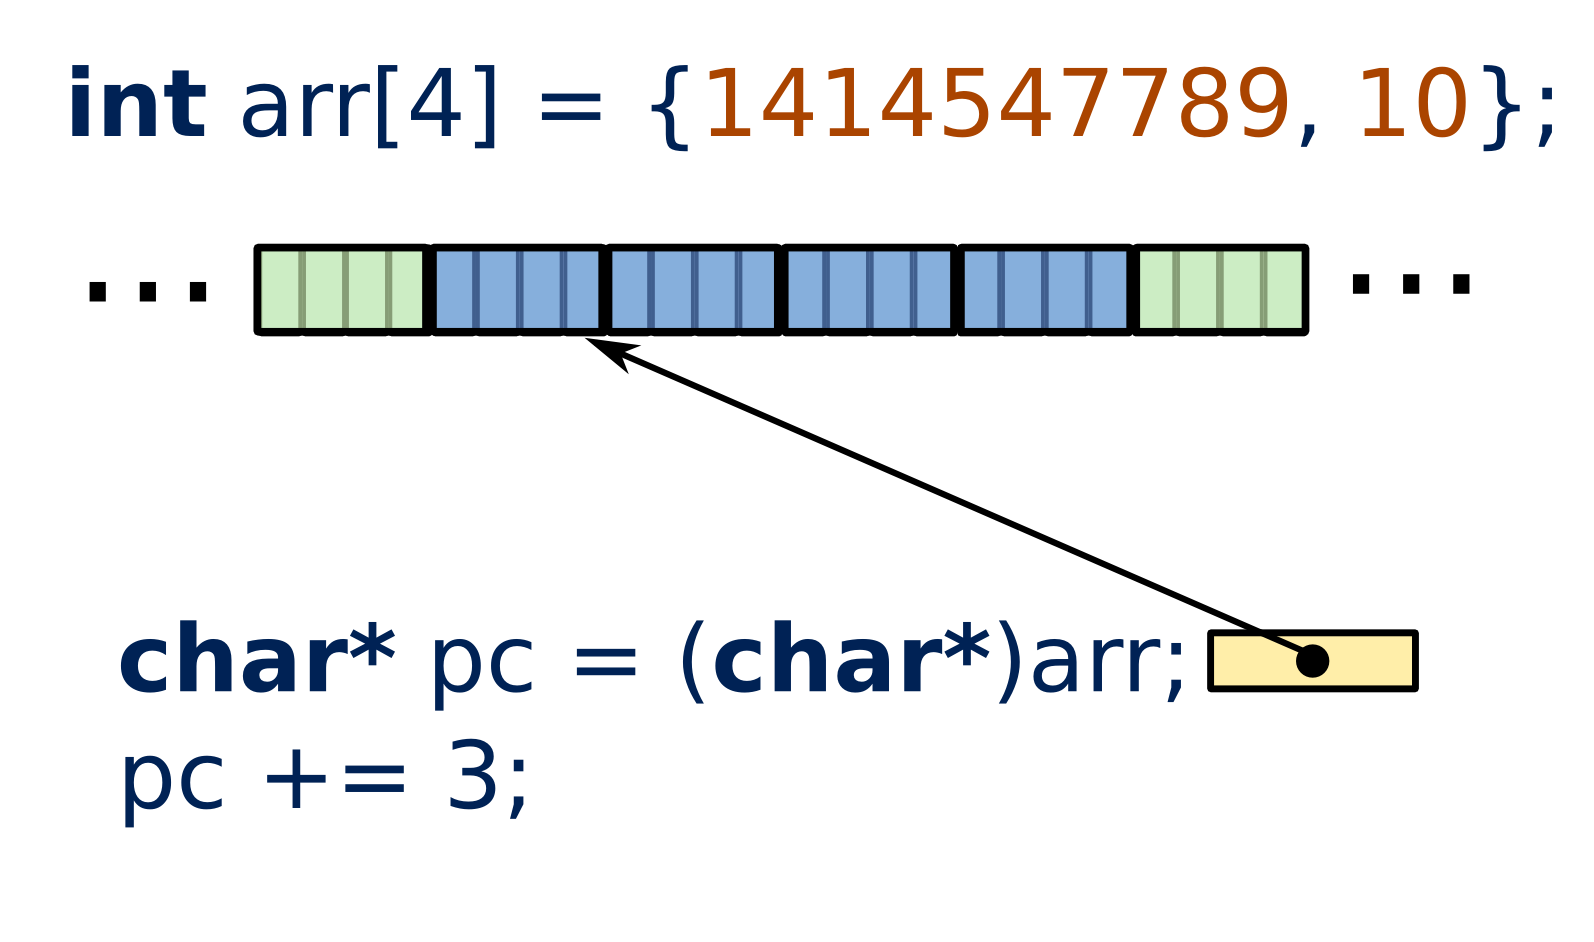 int arr[4] = {1414547789, 10};
... ...
char* pc = (char*)arr;
pc += 3;